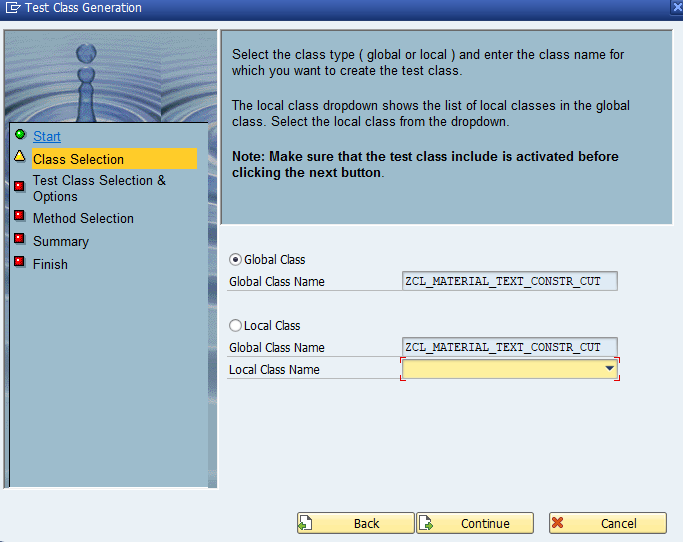 Test Class Generation
Start
Class Selection
Test Class Selection &
Options
Method Selection
Summary
Finish
Select the class type ( global or local ) and enter the class name for
which you want to create the test class.
The local class dropdown shows the list of local classes in the global
class. Select the local class from the dropdown.
Note: Make sure that the test class include is activated before
clicking the next button.
Global Class
Global Class Name ZCL_MATERIAL_TEXT_CONSTR_CUT
Local Class
Global Class Name ZCL_MATERIAL_TEXT_CONSTR_CUT
Local Class Name
Back Continue Cancel